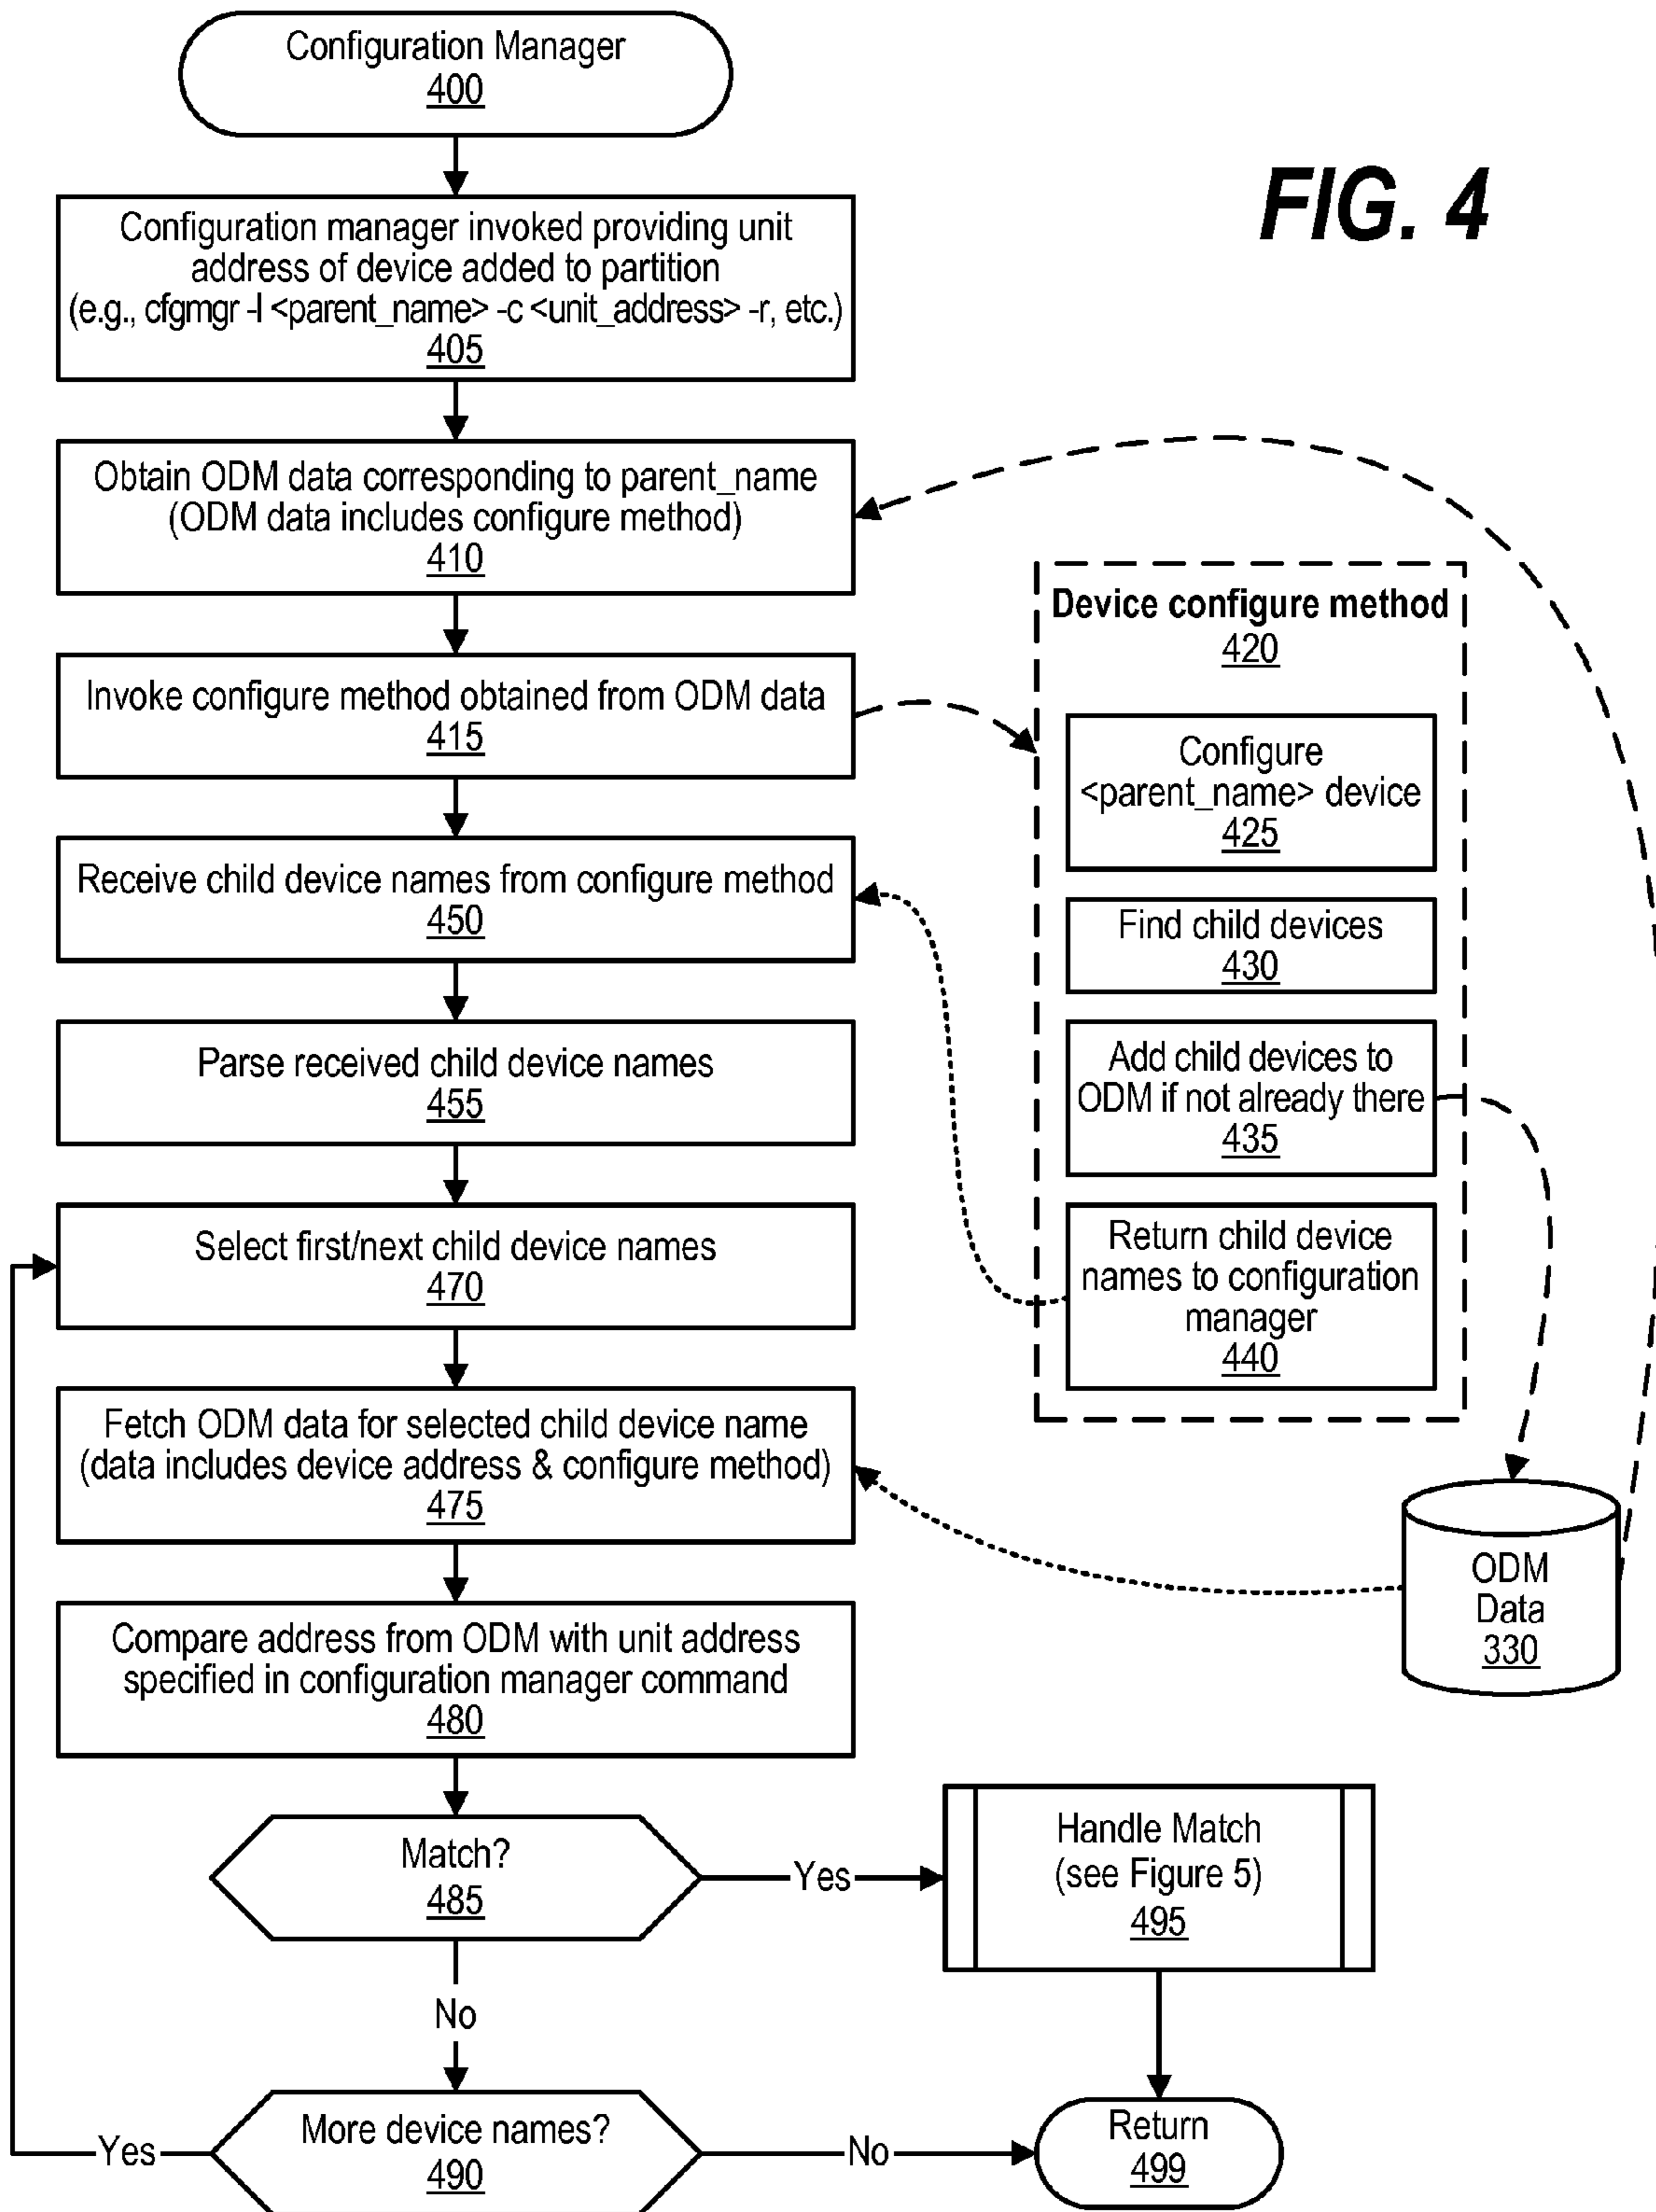 Configuration Manager
400
FIG. 4
Configuration manager invoked providing unit
address of device added to partition
(e.g., cfgmgr -l <parent_name> -c <unit_address> -r, etc.)
405
Obtain ODM data corresponding to parent_name
(ODM data includes configure method)
410
Invoke configure method obtained from ODM data
415
Device configure method
420
Configure
<parent_name> device
425
Find child devices
430
Add child devices to
ODM if not already there
435
Return child device
names to configuration
manager
440
Receive child device names from configure method
450
Parse received child device names
455
Select first/next child device names
470
Fetch ODM data for selected child device name
(data includes device address & configure method)
475
ODM
Data
330
Compare address from ODM with unit address
specified in configuration manager command
480
Match?
485
Yes
Handle Match
(see Figure 5)
495
No
More device names?
490
Yes
No
Return
499